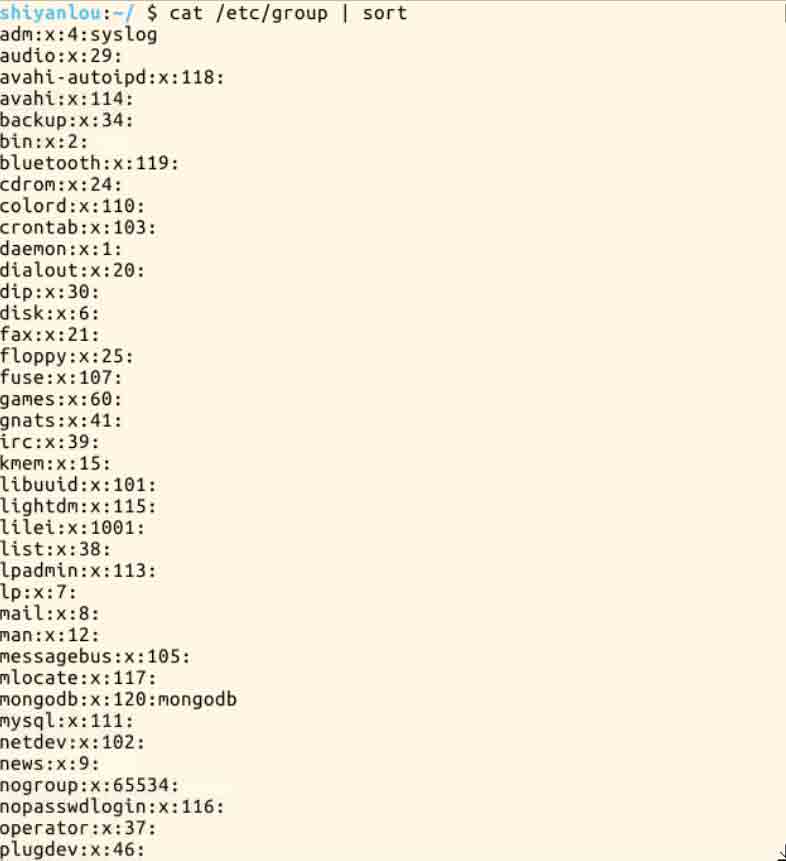 shiyanlou:~/ $ cat /etc/group | sort
adm:x:4:syslog
audio:x:29:
avahi-autoipd:x:118:
avahi:x:114:
backup:x:34:
bin:x:2:
bluetooth:x:119:
cdrom:x:24:
colord:x:110:
crontab:x:103:
daemon:x:1:
dialout:x:20:
dip:x:30:
disk:x:6:
fax:x:21:
floppy:x:25:
fuse:x:107:
games:x:60:
gnats:x:41:
irc:x:39:
kmem:x:15:
libuuid:x:101:
lightdm:x:115:
lilei:x:1001:
list:x:38:
lpadmin:x:113:
lp:x:7:
mail:x:8:
man:x:12:
messagebus:x:105:
mlocate:x:117:
mongodb:x:120:mongodb
mysql:x:111:
netdev:x:102:
news:x:9:
nogroup:x:65534:
nopasswdlogin:x:116:
operator:x:37:
plugdev:x:46: